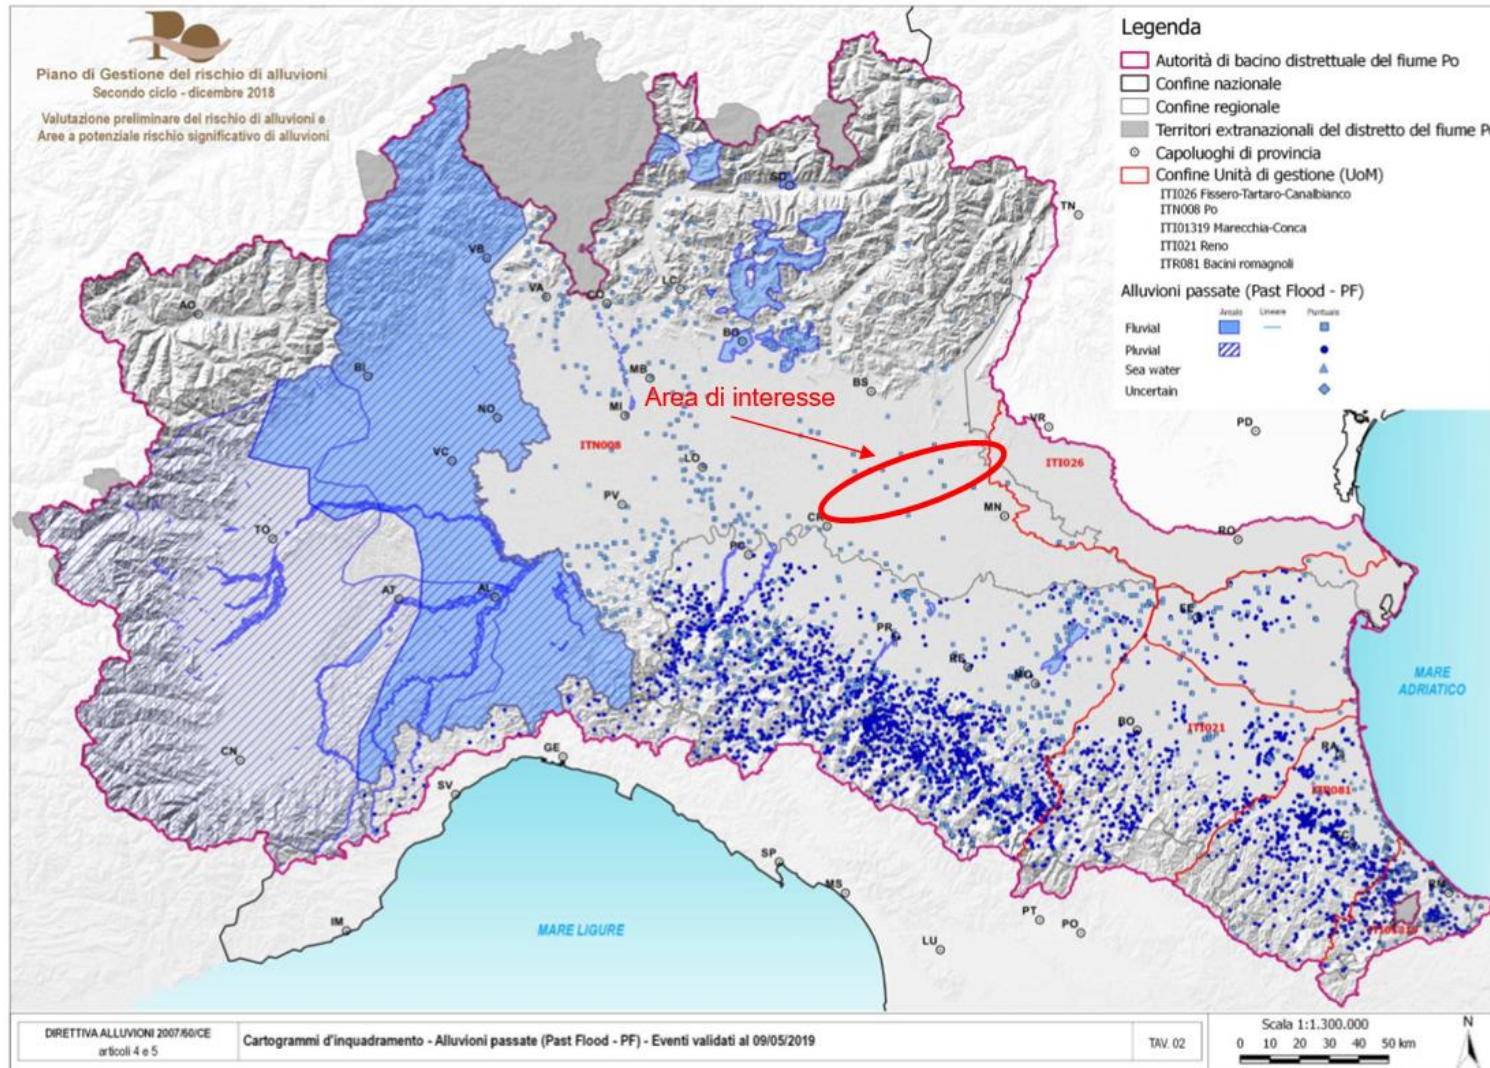 Po
Piano di Gestione del rischio di alluvioni
Secondo ciclo - dicembre 2018
Valutazione preliminare del rischio di alluvioni e
Aree a potenziale rischio significativo di alluvioni
Legenda
Autorità di bacino distrettuale del fiume Po
Confine nazionale
Confine regionale
Territori extranazionali del distretto del fiume P
Capoluoghi di provincia
Confine Unità di gestione (UoM)
ITI026 Fissero-Tartaro-Canalbianco
ITN008 Po
ITI01319 Marecchia-Conca
ITI021 Reno
ITR081 Bacini romagnoli
Alluvioni passate (Past Flood - PF)
Areale Lineare Puntuale
Fluvial
Pluvial
Sea water
Uncertain
SO
TN
VB
AO
VA
CO
LC
BG
BI
MB
BS
Area di interesse
NO
MI
VR
PD
ITN008
VC
LO
ITI026
PV
MN
CR
TO
RO
PC
AT
AL
FE
PR
RE
MO
MARE
ADRIATICO
BO
ITI021
CN
GE
RA
SV
ITR081
FC
SP
MS
RN
PT
PO
IM
MARE LIGURE
LU
DIRETTIVA ALLUVIONI 2007/60/CE
articoli 4 e 5
Cartogrammi d'inquadramento - Alluvioni passate (Past Flood - PF) - Eventi validati al 09/05/2019
TAV. 02
Scala 1:1.300.000
0 10 20 30 40 50 km
N